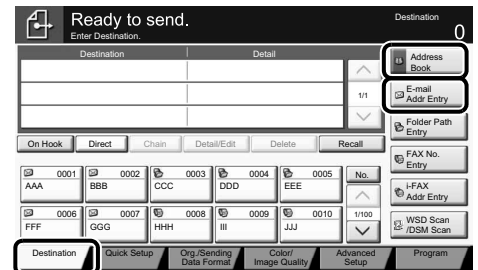 Ready to send.
Enter Destination.
Destination
0
Destination
Detail
1/1
Address
Book
E-mail
Addr Entry
Folder Path
Entry
FAX No.
Entry
i-FAX
Addr Entry
WSD Scan
/DSM Scan
On Hook
Direct
Chain
Detail/Edit
Delete
Recall
0001
AAA
0002
BBB
0003
CCC
0004
DDD
0005
EEE
No.
0006
FFF
0007
GGG
0008
HHH
0009
III
0010
JJJ
1/100
Destination
Quick Setup
Org./Sending
Data Format
Color/
Image Quality
Advanced
Setup
Program